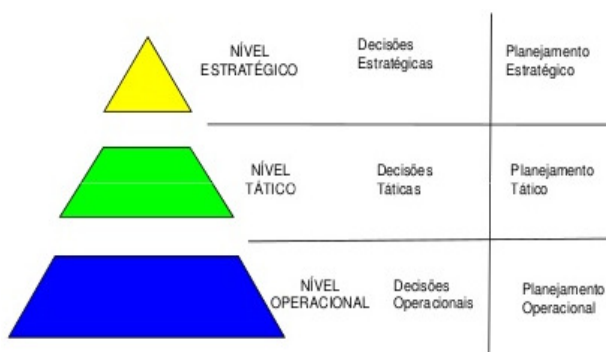 NÍVEL
ESTRATÉGICO
Decisões
Estratégicas
Planejamento
Estratégico
NÍVEL
TÁTICO
Decisões
Táticas
Planejamento
Tático
NÍVEL
OPERACIONAL
Decisões
Operacionais
Planejamento
Operacional